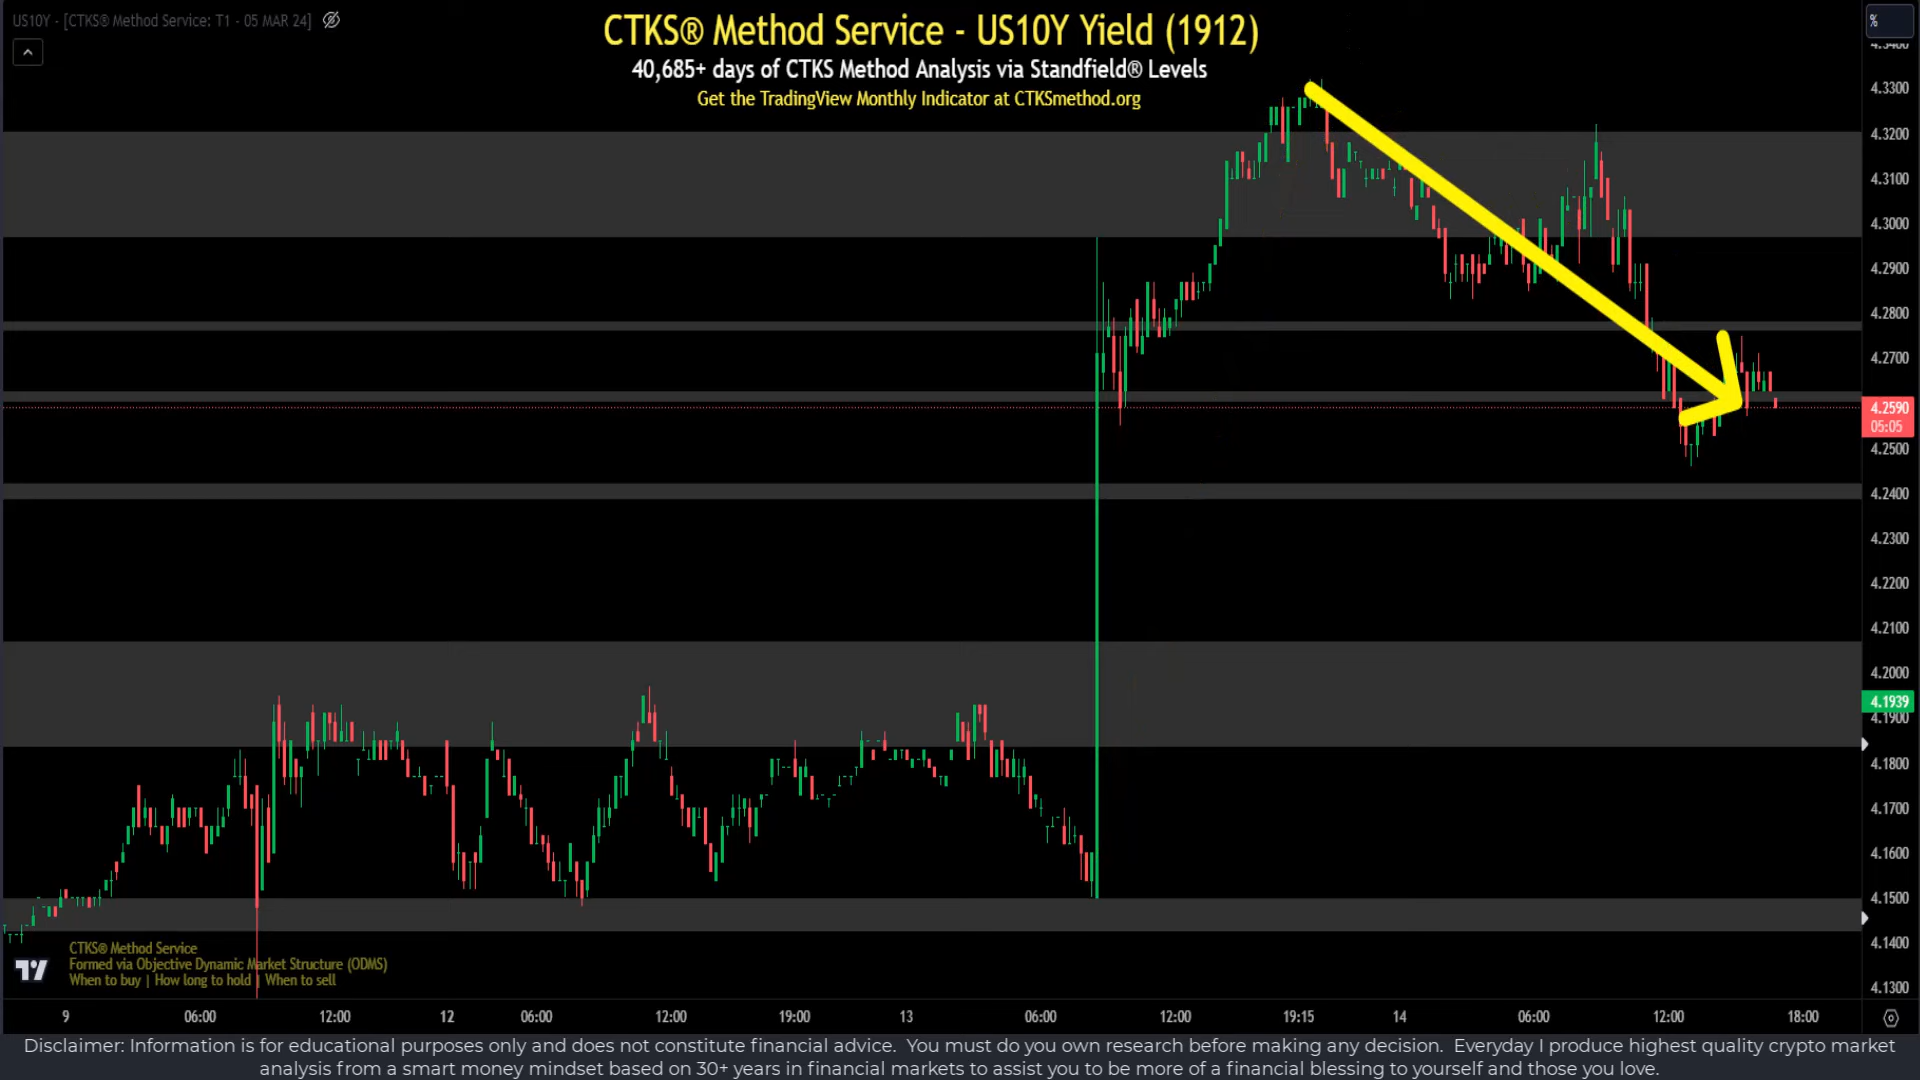 US10Y - [CTKS® Method Service: T1 - 05 MAR 24]
CTKS® Method Service - US10Y Yield (1912)
40,685+ days of CTKS Method Analysis via Standfield® Levels
Get the TradingView Monthly Indicator at CTKSmethod.org
%
4.3400
4.3300
4.3200
4.3100
4.3000
4.2900
4.2800
4.2700
4.2590
05:05
4.2500
4.2400
4.2300
4.2200
4.2100
4.2000
4.1939
4.1900
4.1800
4.1700
4.1600
4.1500
4.1400
4.1300
CTKS® Method Service
Formed via Objective Dynamic Market Structure (ODMS)
When to buy | How long to hold | When to sell
9 06:00 12:00 12 06:00 12:00 19:00 13 06:00 12:00 19:15 14 06:00 12:00 18:00
Disclaimer: Information is for educational purposes only and does not constitute financial advice. You must do you own research before making any decision. Everyday I produce highest quality crypto market
analysis from a smart money mindset based on 30+ years in financial markets to assist you to be more of a financial blessing to yourself and those you love.